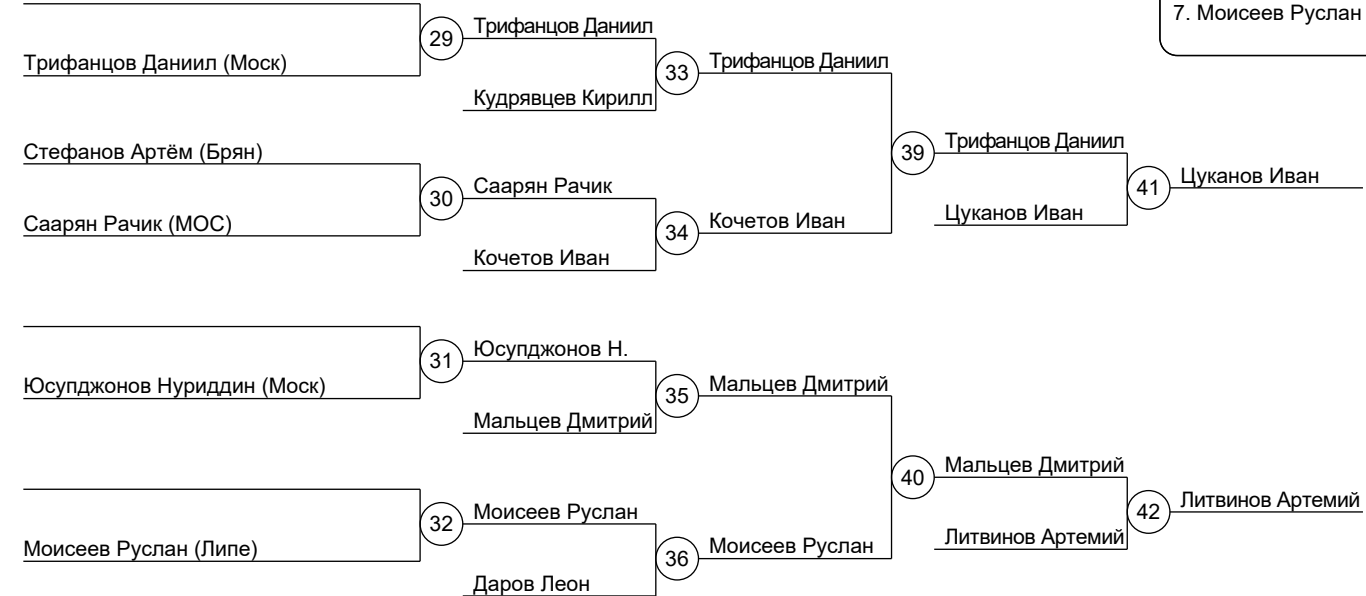 7. Моисеев Руслан
29
Трифанцов Даниил
Трифанцов Даниил (Моск)
33
Трифанцов Даниил
Кудрявцев Кирилл
Стефанов Артём (Брян)
39
Трифанцов Даниил
30
Саарян Рачик
41
Цуканов Иван
Саарян Рачик (МОС)
34
Кочетов Иван
Цуканов Иван
Кочетов Иван
31
Юсупджонов Н.
Юсупджонов Нуриддин (Моск)
35
Мальцев Дмитрий
Мальцев Дмитрий
40
Мальцев Дмитрий
32
Моисеев Руслан
42
Литвинов Артемий
Моисеев Руслан (Липе)
36
Моисеев Руслан
Литвинов Артемий
Даров Леон